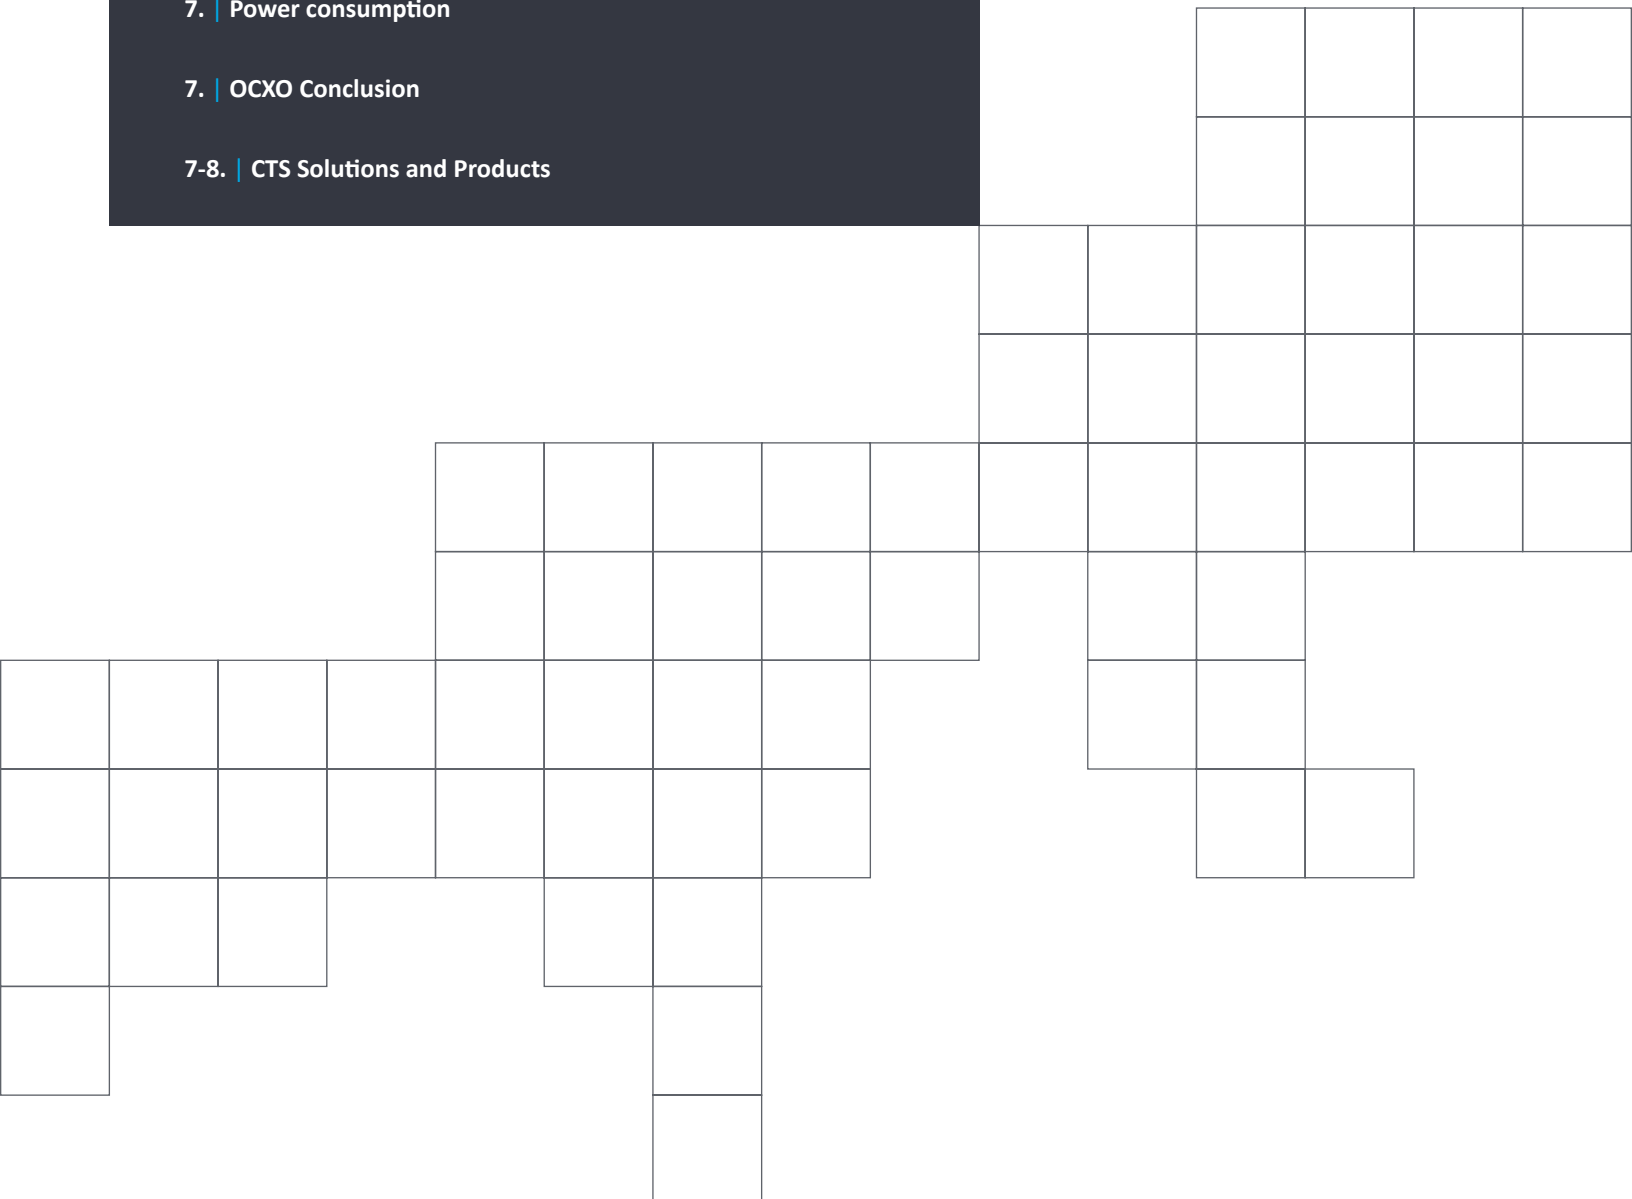 7. | Power consumption
7. | OCXO Conclusion
7-8. | CTS Solutions and Products